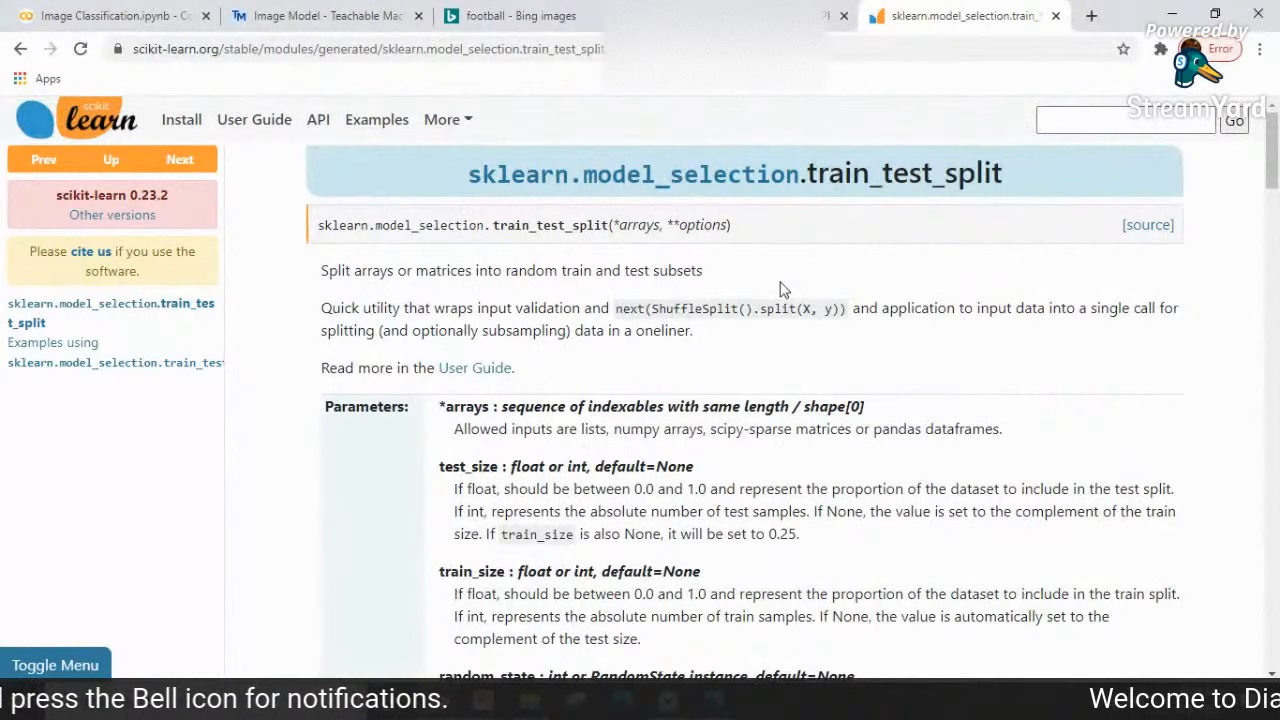 Image Classification.ipynb - Co
Image Model - Teachable Mac
football - Bing images
sklearn.model_selection.train_
scikit-learn.org/stable/modules/generated/sklearn.model_selection.train_test_split
Error
Powered by
StreamYard
Apps
scikit
learn
Install
User Guide
API
Examples
More
Go
Prev
Up
Next
scikit-learn 0.23.2
Other versions
Please cite us if you use the
software.
sklearn.model_selection.train_tes
t_split
Examples using
sklearn.model_selection.train_test
Toggle Menu
sklearn.model_selection.train_test_split
sklearn.model_selection.train_test_split(*arrays, **options)
[source]
Split arrays or matrices into random train and test subsets
Quick utility that wraps input validation and next(ShuffleSplit().split(X, y)) and application to input data into a single call for
splitting (and optionally subsampling) data in a oneliner.
Read more in the User Guide.
Parameters:
*arrays : sequence of indexables with same length / shape[0]
Allowed inputs are lists, numpy arrays, scipy-sparse matrices or pandas dataframes.
test_size : float or int, default=None
If float, should be between 0.0 and 1.0 and represent the proportion of the dataset to include in the test split.
If int, represents the absolute number of test samples. If None, the value is set to the complement of the train
size. If train_size is also None, it will be set to 0.25.
train_size : float or int, default=None
If float, should be between 0.0 and 1.0 and represent the proportion of the dataset to include in the train split.
If int, represents the absolute number of train samples. If None, the value is automatically set to the
complement of the test size.
random_state : int or RandomState instance, default=None
press the Bell icon for notifications.
Welcome to Dia